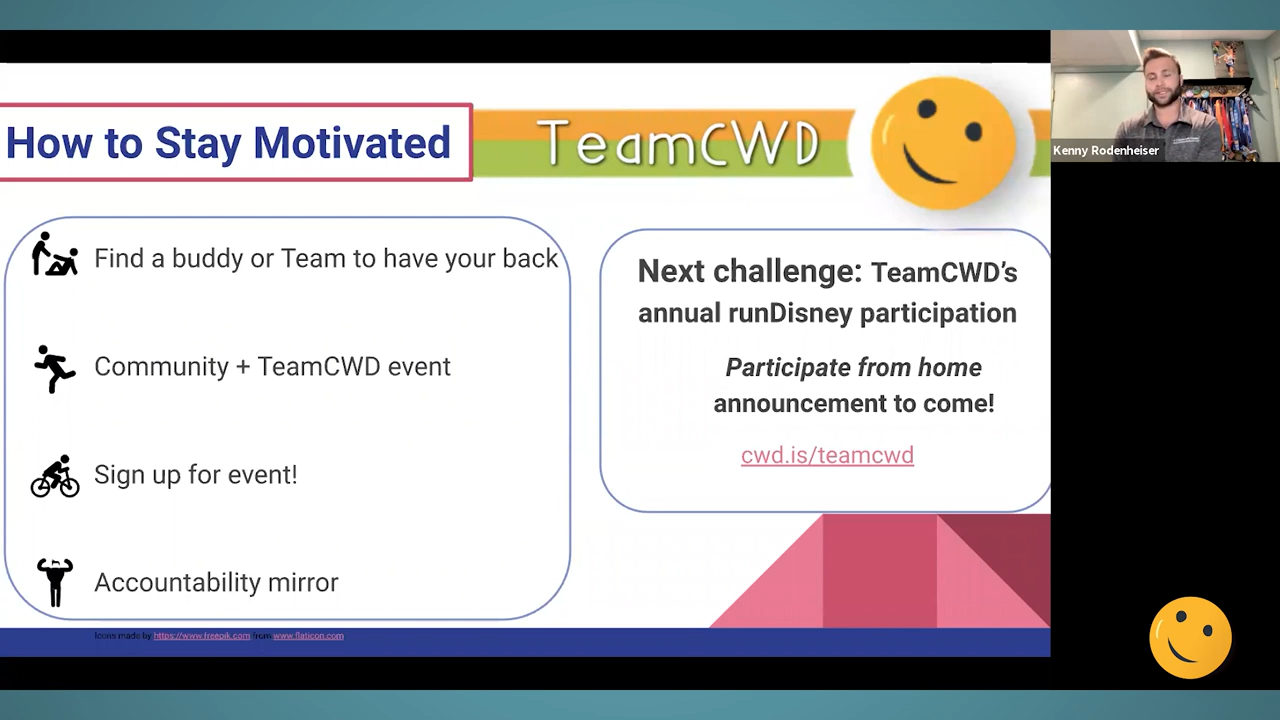 How to Stay Motivated
TeamCWD
Kenny Rodenheiser
Find a buddy or Team to have your back
Community + TeamCWD event
Sign up for event!
Accountability mirror
Next challenge: TeamCWD's
annual runDisney participation
Participate from home
announcement to come!
cwd.is/teamcwd
Icons made by https://www.freepik.com from www.flaticon.com